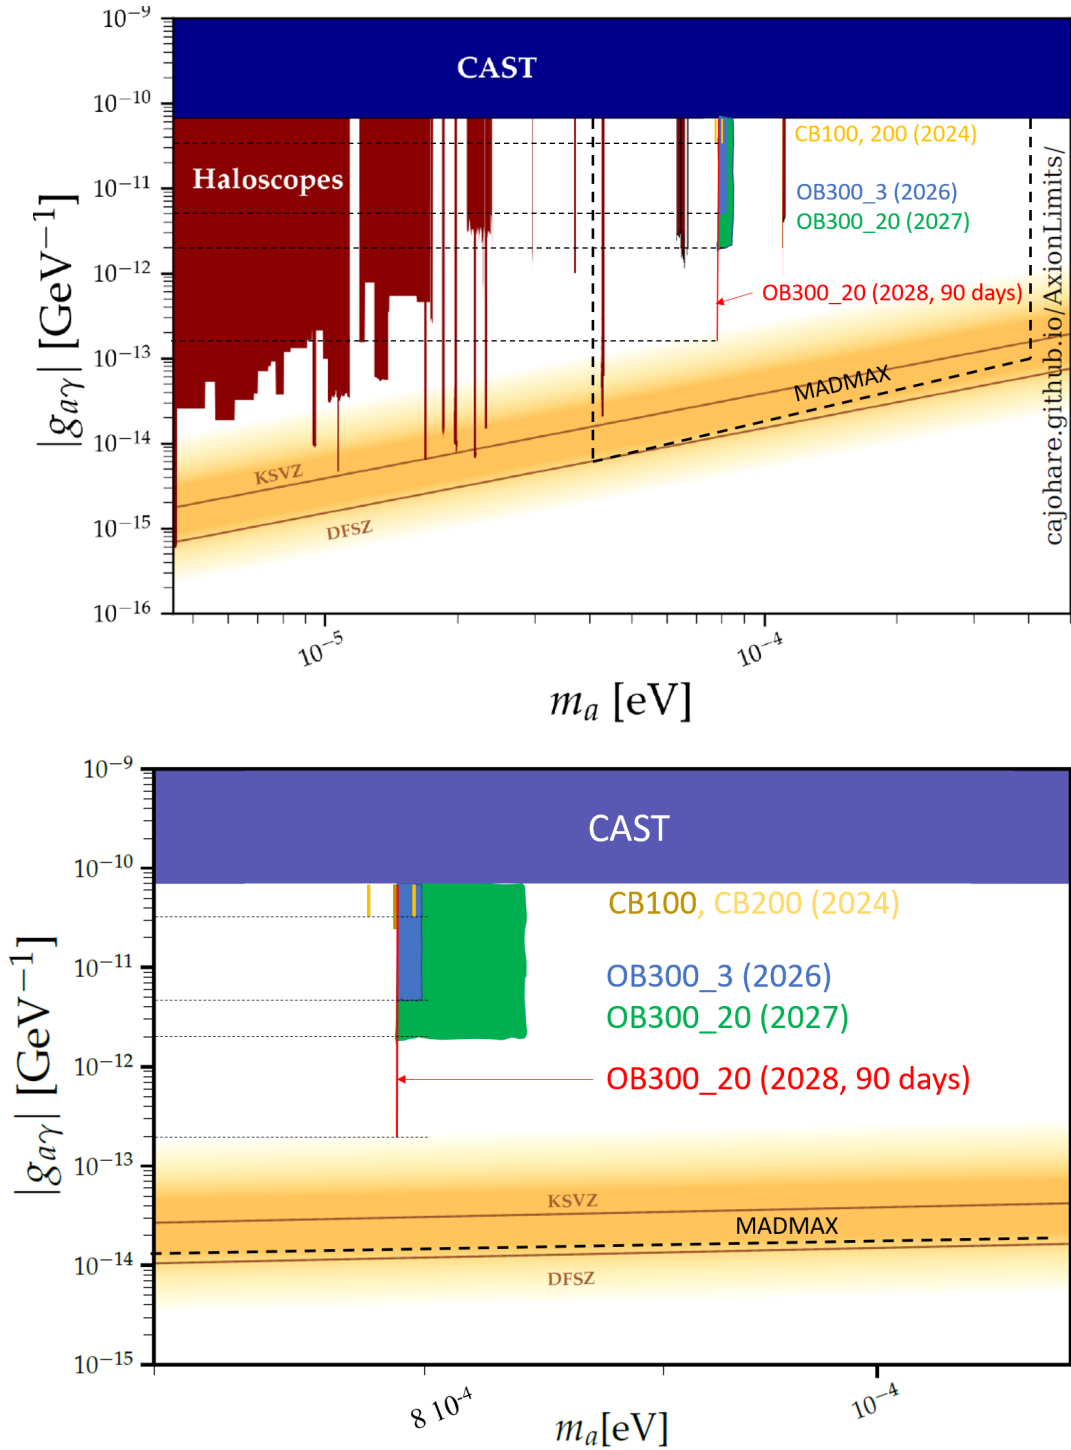 10⁻⁹
CAST
10⁻¹⁰
CB100, 200 (2024)
Haloscopes
10⁻¹¹
OB300_3 (2026)
OB300_20 (2027)
10⁻¹²
OB300_20 (2028, 90 days)
10⁻¹³
MADMAX
10⁻¹⁴
KSVZ
10⁻¹⁵
DFSZ
10⁻¹⁶
|gₐᵧ| [GeV⁻¹]
cajohare.github.io/AxionLimits/
10⁻⁵
10⁻⁴
mₐ [eV]
10⁻⁹
CAST
10⁻¹⁰
CB100, CB200 (2024)
10⁻¹¹
OB300_3 (2026)
OB300_20 (2027)
10⁻¹²
OB300_20 (2028, 90 days)
10⁻¹³
KSVZ
MADMAX
10⁻¹⁴
DFSZ
10⁻¹⁵
|gₐᵧ| [GeV⁻¹]
8 10⁻⁴
10⁻⁴
mₐ[eV]